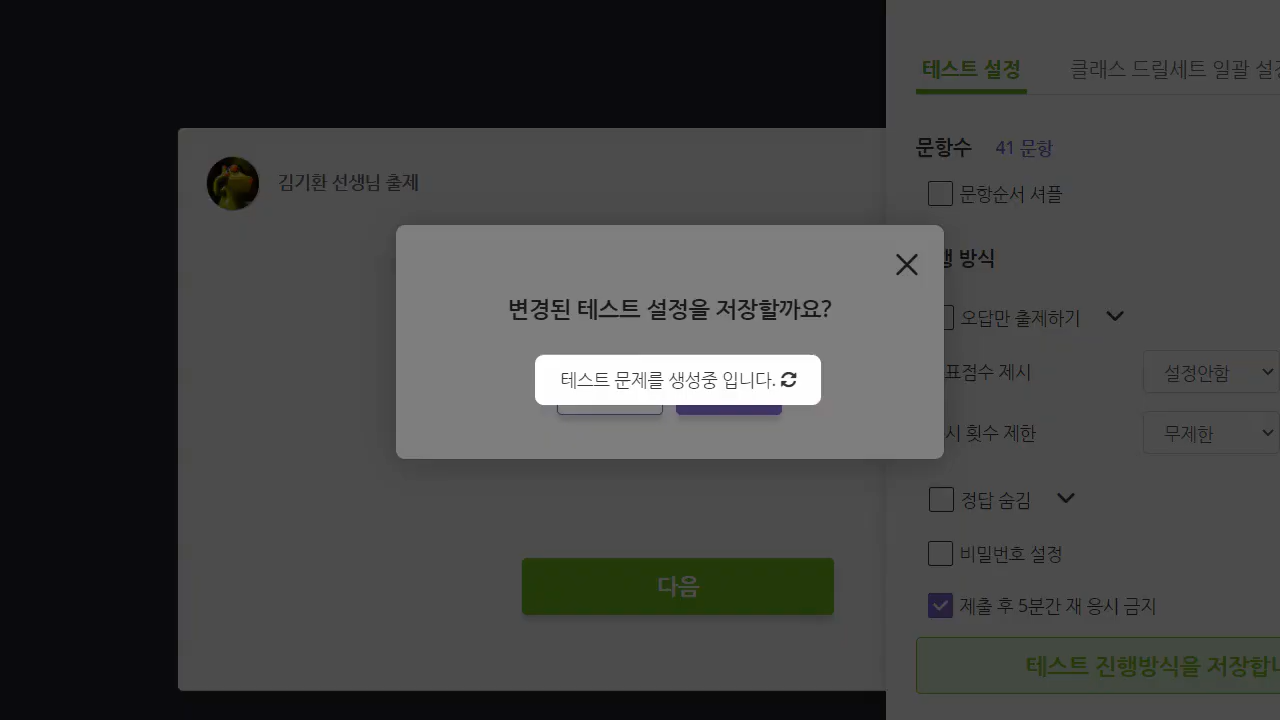 테스트 설정
클래스 드릴세트 일괄
문항수 41 문항
김기환 선생님 출제
문항순서 셔플
방식
변경된 테스트 설정을 저장할까요?
오답만 출제하기
표점수 제시 설정안함
테스트 문제를 생성중 입니다.
시 횟수 제한 무제한
정답 숨김
비밀번호 설정
다음
제출 후 5분간 재 응시 금지
테스트 진행방식을